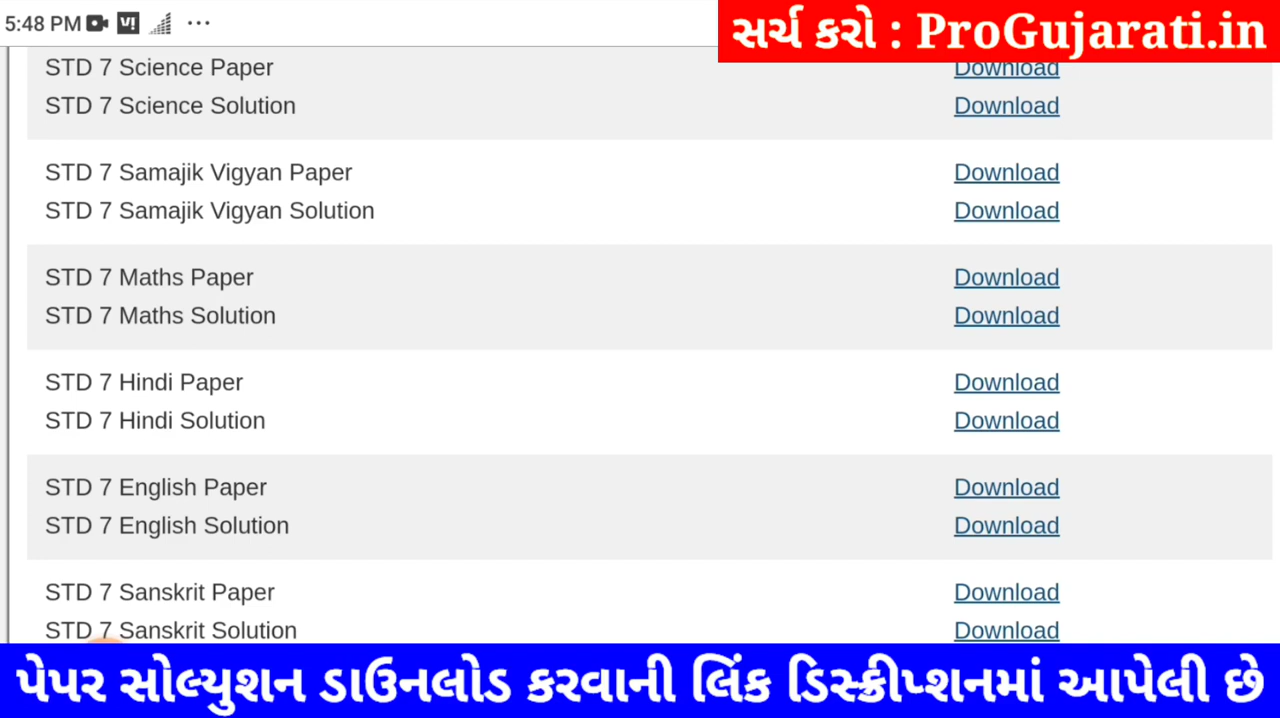 5:48 PM
સર્ચ કરો : ProGujarati.in
STD 7 Science Paper Download
STD 7 Science Solution Download
STD 7 Samajik Vigyan Paper Download
STD 7 Samajik Vigyan Solution Download
STD 7 Maths Paper Download
STD 7 Maths Solution Download
STD 7 Hindi Paper Download
STD 7 Hindi Solution Download
STD 7 English Paper Download
STD 7 English Solution Download
STD 7 Sanskrit Paper Download
STD 7 Sanskrit Solution Download
પેપર સોલ્યુશન ડાઉનલોડ કરવાની લિંક ડિસ્ક્રીપ્શનમાં આપેલી છે